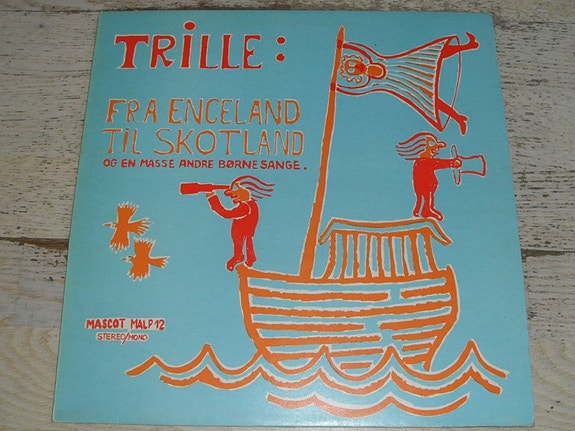 TRILLE:
FRA ENGELAND
TIL SKOTLAND
OG EN MASSE ANDRE BØRNESANGE.
MASCOT MALP 12
STEREO/MONO